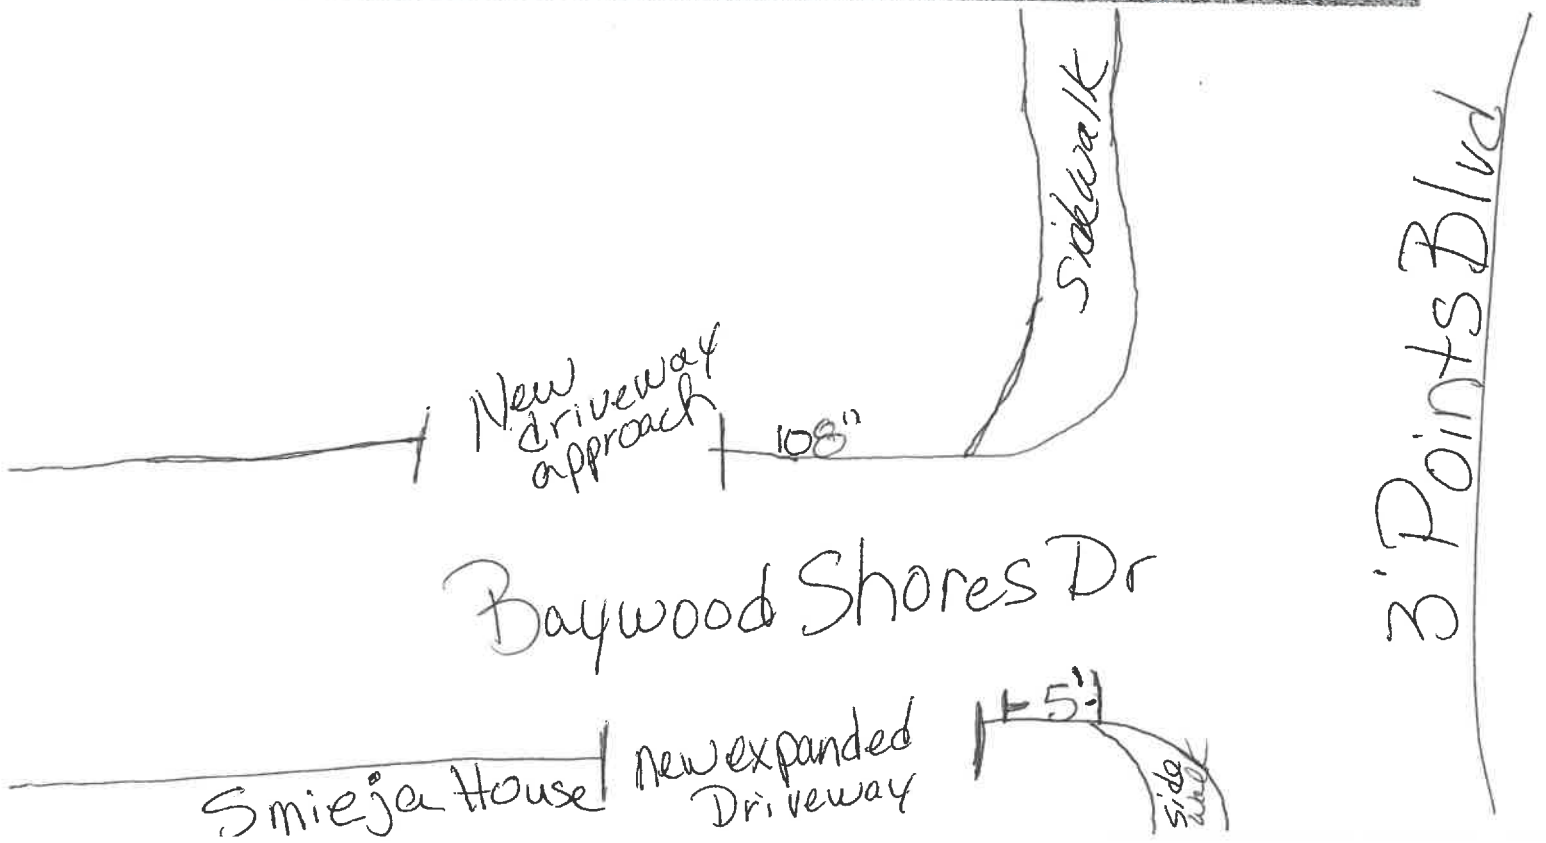 Sidewalk
3 Points Blvd
New
driveway
approach
108"
Baywood Shores Dr
5'
new expanded
Driveway
Smieja House
Side
walk